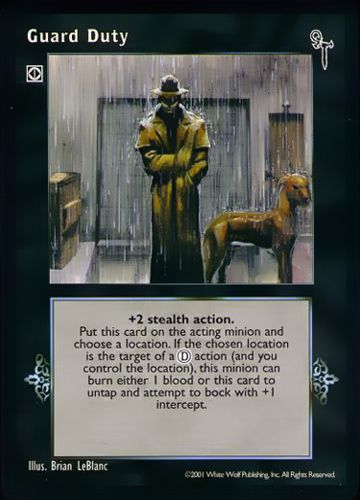 Guard Duty
+2 stealth action.
Put this card on the acting minion and
choose a location. If the chosen location
is the target of a Ⓓ action (and you
control the location), this minion can
burn either 1 blood or this card to
untap and attempt to bock with +1
intercept.
Illus. Brian LeBlanc
©2001 White Wolf Publishing, Inc. All Rights Reserved.